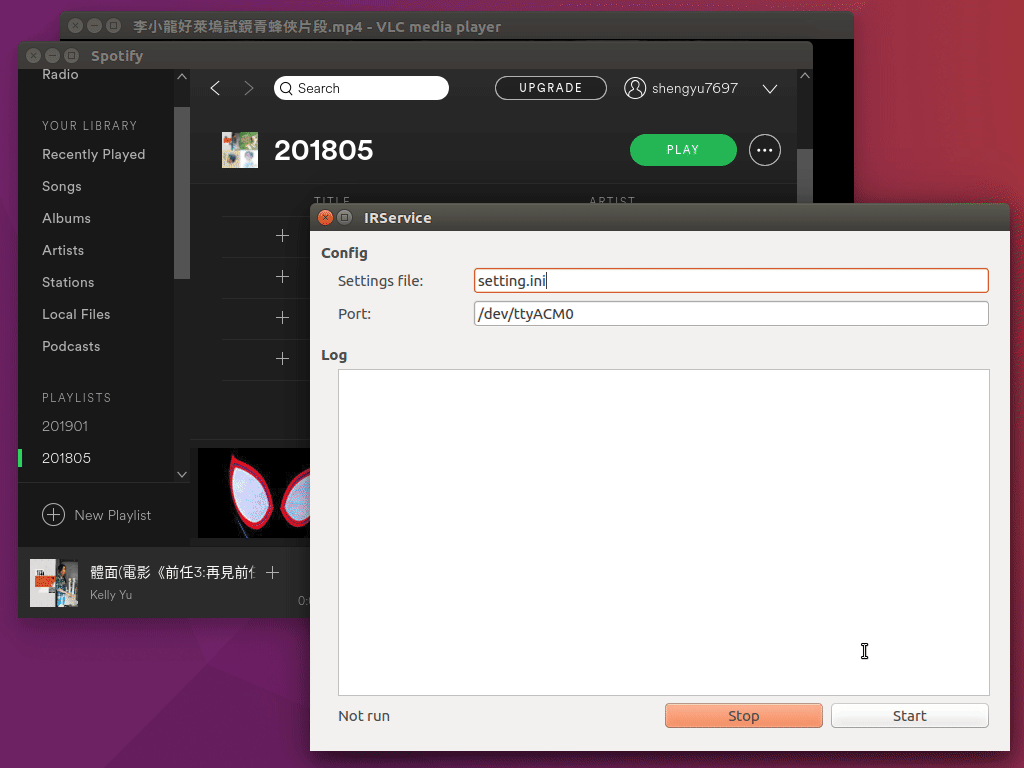 李小龍好萊塢試鏡青蜂俠片段.mp4 - VLC media player
Spotify
Radio
YOUR LIBRARY
Recently Played
Songs
Albums
Artists
Stations
Local Files
Podcasts
PLAYLISTS
201901
201805
New Playlist
Search
UPGRADE
shengyu7697
201805
PLAY
TITLE
ARTIST
體面(電影《前任3:再見前任
Kelly Yu
IRService
Config
Settings file:
setting.ini
Port:
/dev/ttyACM0
Log
Not run
Stop
Start